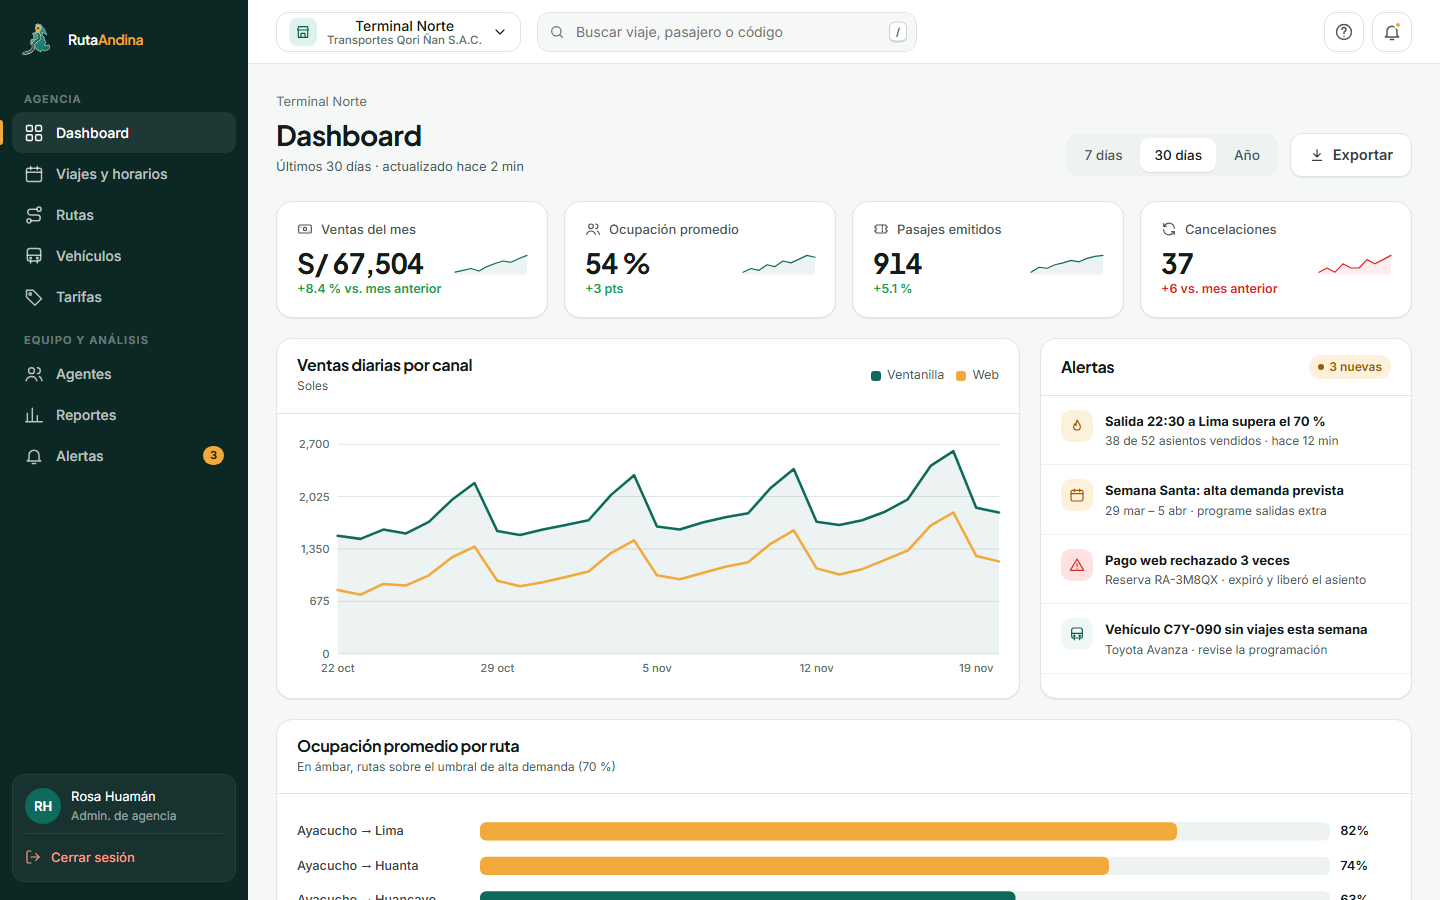 RutaAndina
AGENCIA
Dashboard
Viajes y horarios
Rutas
Vehículos
Tarifas
EQUIPO Y ANÁLISIS
Agentes
Reportes
Alertas
3
RH
Rosa Huamán
Admin. de agencia
Cerrar sesión
Terminal Norte
Transportes Qori Ñan S.A.C.
Buscar viaje, pasajero o código
/
Terminal Norte
Dashboard
Últimos 30 días · actualizado hace 2 min
7 días
30 días
Año
Exportar
Ventas del mes
S/ 67,504
+8.4 % vs. mes anterior
Ocupación promedio
54 %
+3 pts
Pasajes emitidos
914
+5.1 %
Cancelaciones
37
+6 vs. mes anterior
Ventas diarias por canal
Soles
Ventanilla
Web
2,700
2,025
1,350
675
0
22 oct
29 oct
5 nov
12 nov
19 nov
Alertas
3 nuevas
Salida 22:30 a Lima supera el 70 %
38 de 52 asientos vendidos · hace 12 min
Semana Santa: alta demanda prevista
29 mar – 5 abr · programe salidas extra
Pago web rechazado 3 veces
Reserva RA-3M8QX · expiró y liberó el asiento
Vehículo C7Y-090 sin viajes esta semana
Toyota Avanza · revise la programación
Ocupación promedio por ruta
En ámbar, rutas sobre el umbral de alta demanda (70 %)
Ayacucho → Lima
82%
Ayacucho → Huanta
74%
Ayacucho → Huancayo
63%